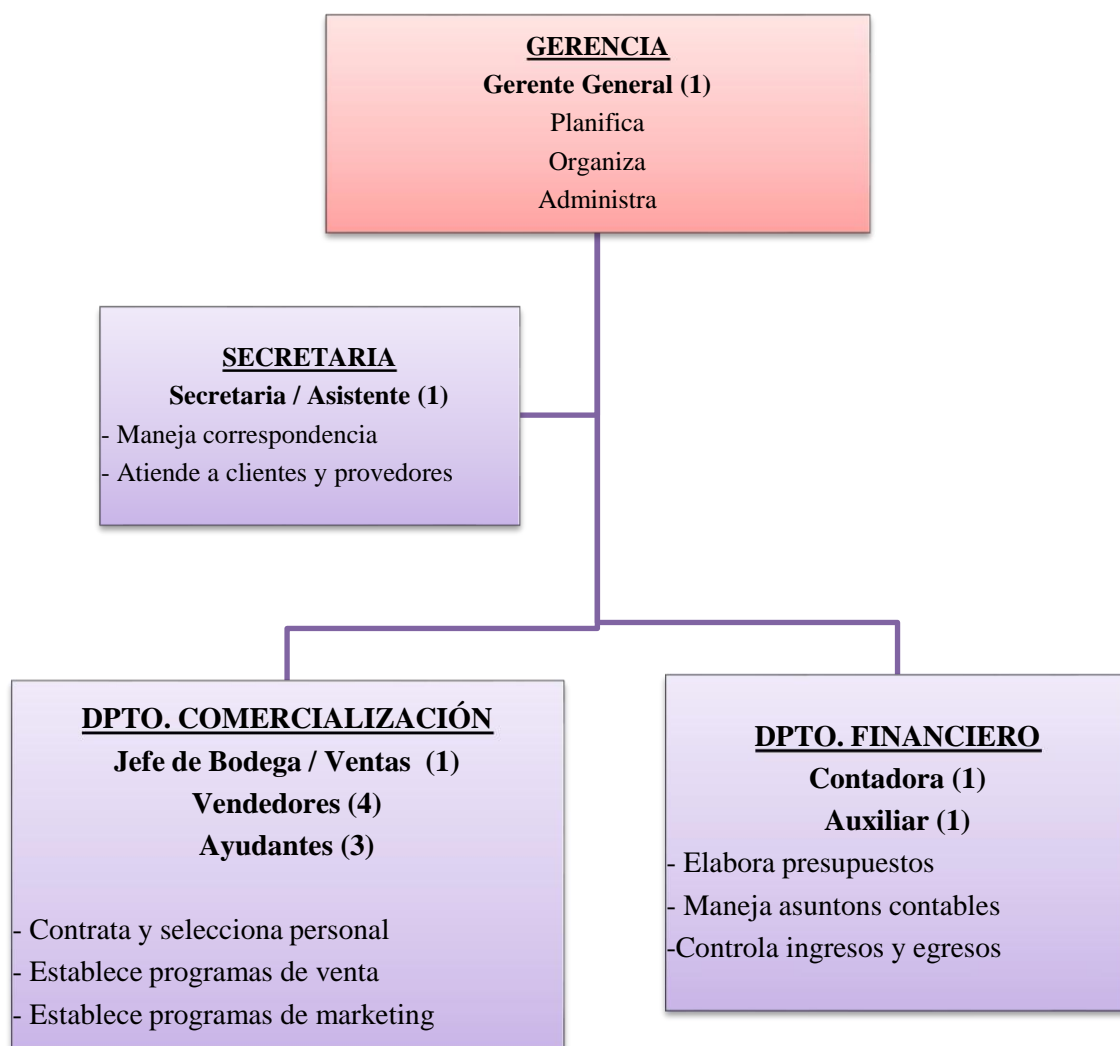 GERENCIA
Gerente General (1)
Planifica
Organiza
Administra
SECRETARIA
Secretaria / Asistente (1)
- Maneja correspondencia
- Atiende a clientes y provedores
DPTO. COMERCIALIZACIÓN
Jefe de Bodega / Ventas (1)
Vendedores (4)
Ayudantes (3)
- Contrata y selecciona personal
- Establece programas de venta
- Establece programas de marketing
DPTO. FINANCIERO
Contadora (1)
Auxiliar (1)
- Elabora presupuestos
- Maneja asuntons contables
-Controla ingresos y egresos